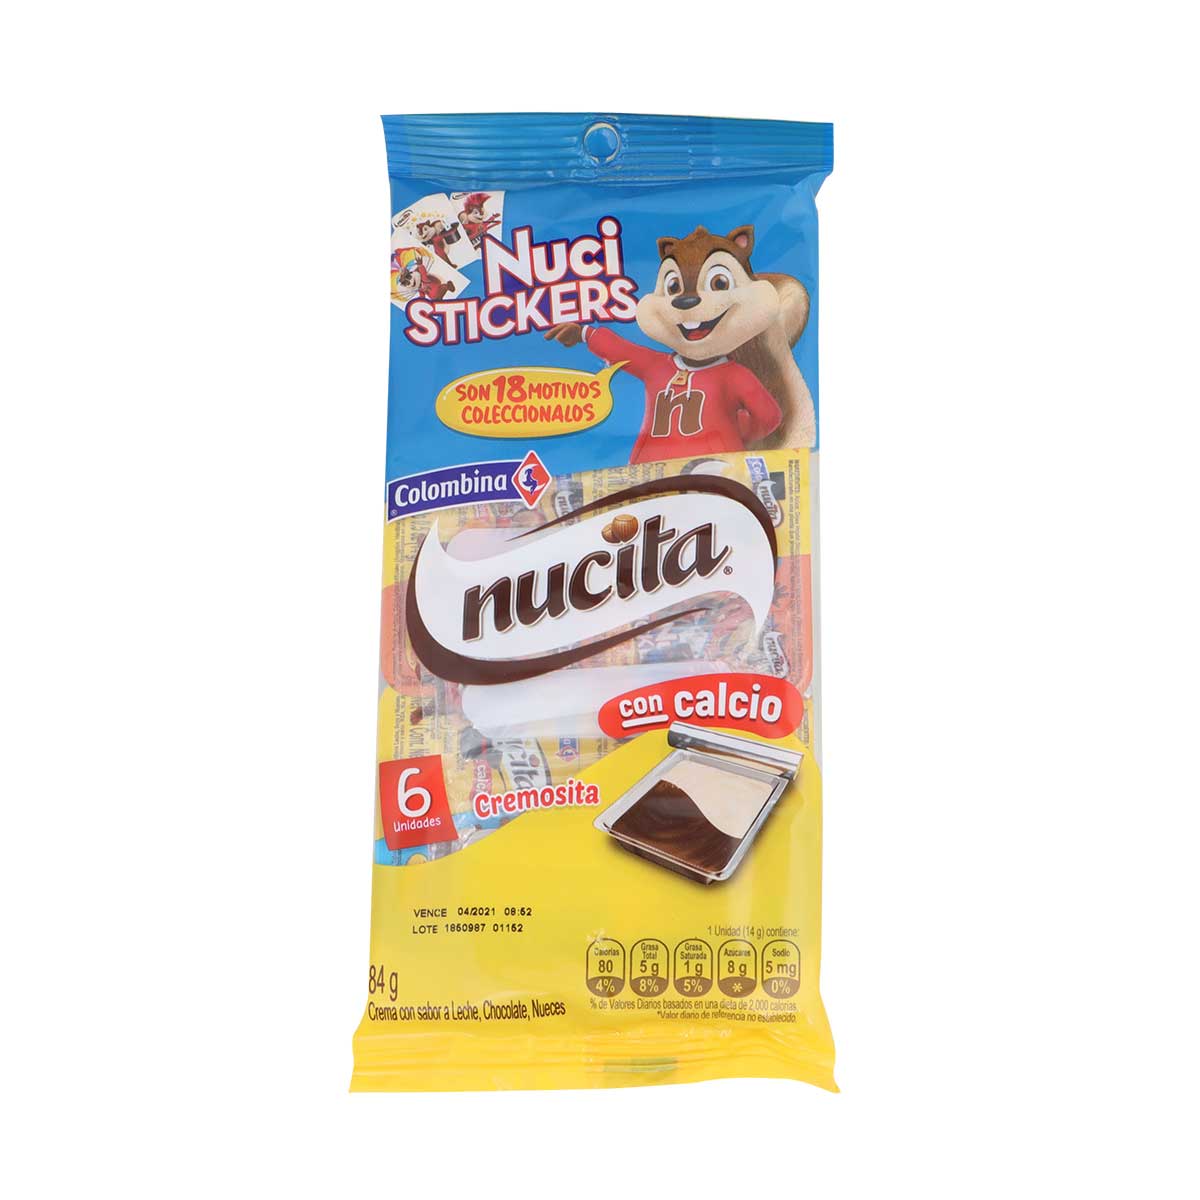 Nuci
STICKERS
SON 18 MOTIVOS
COLECCIONALOS
n
Colombina
®
nucita®
con calcio
6
Unidades
Cremosita
VENCE 04/2021 08:52
LOTE 1850987 01152
1 Unidad (14 g) contiene:
Calorías 80 4%
Grasa Total 5 g 8%
Grasa Saturada 1 g 5%
Azúcares 8 g *
Sodio 5 mg 0%
% de Valores Diarios basados en una dieta de 2,000 calorías
*Valor diario de referencia no establecido.
84 g
Crema con sabor a Leche, Chocolate, Nueces